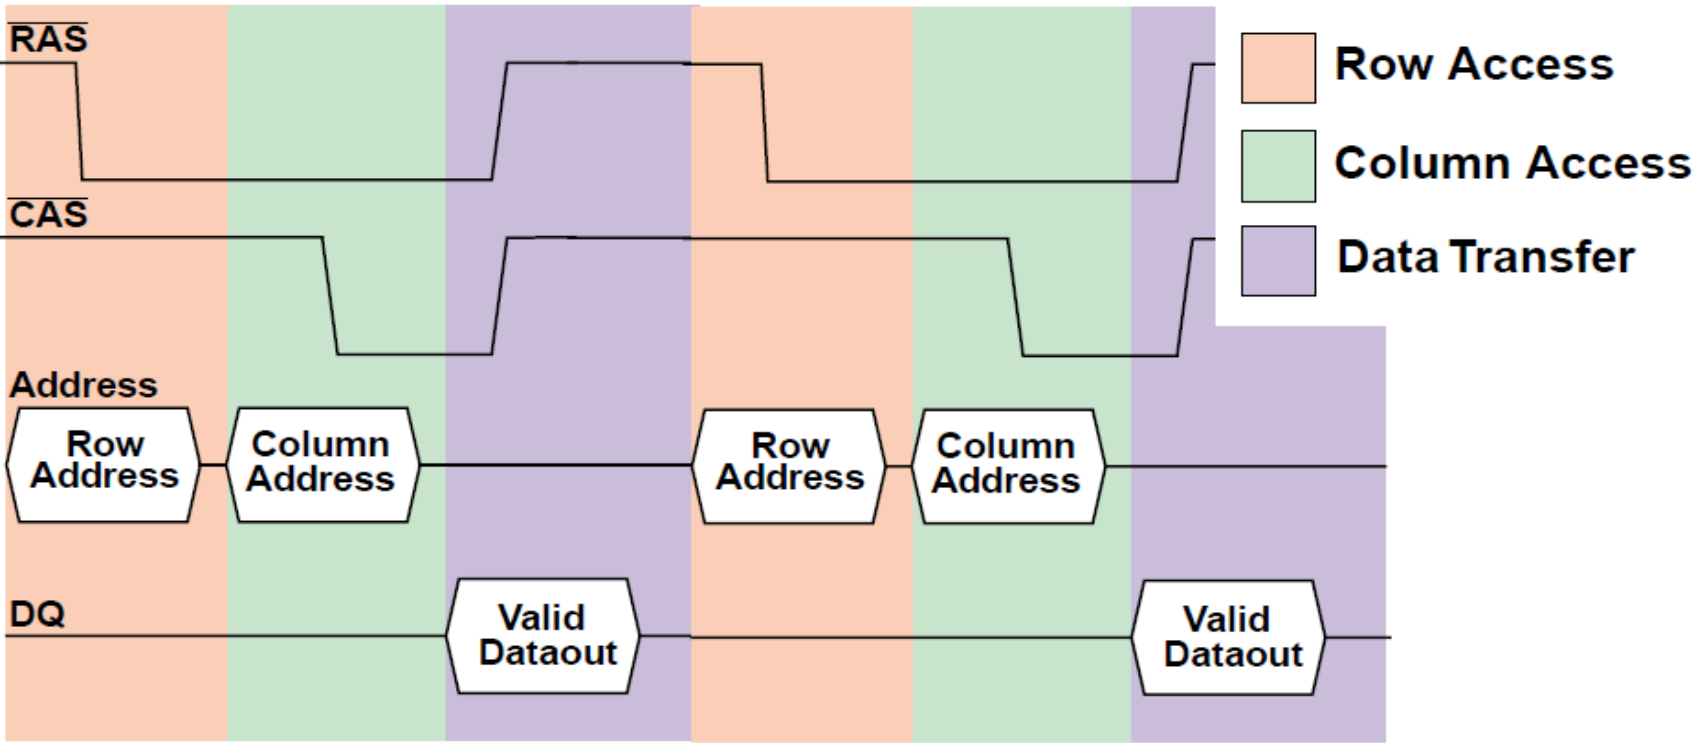 RAS
Row Access
Column Access
CAS
Data Transfer
Address
Row
Address
Column
Address
Row
Address
Column
Address
DQ
Valid
Dataout
Valid
Dataout